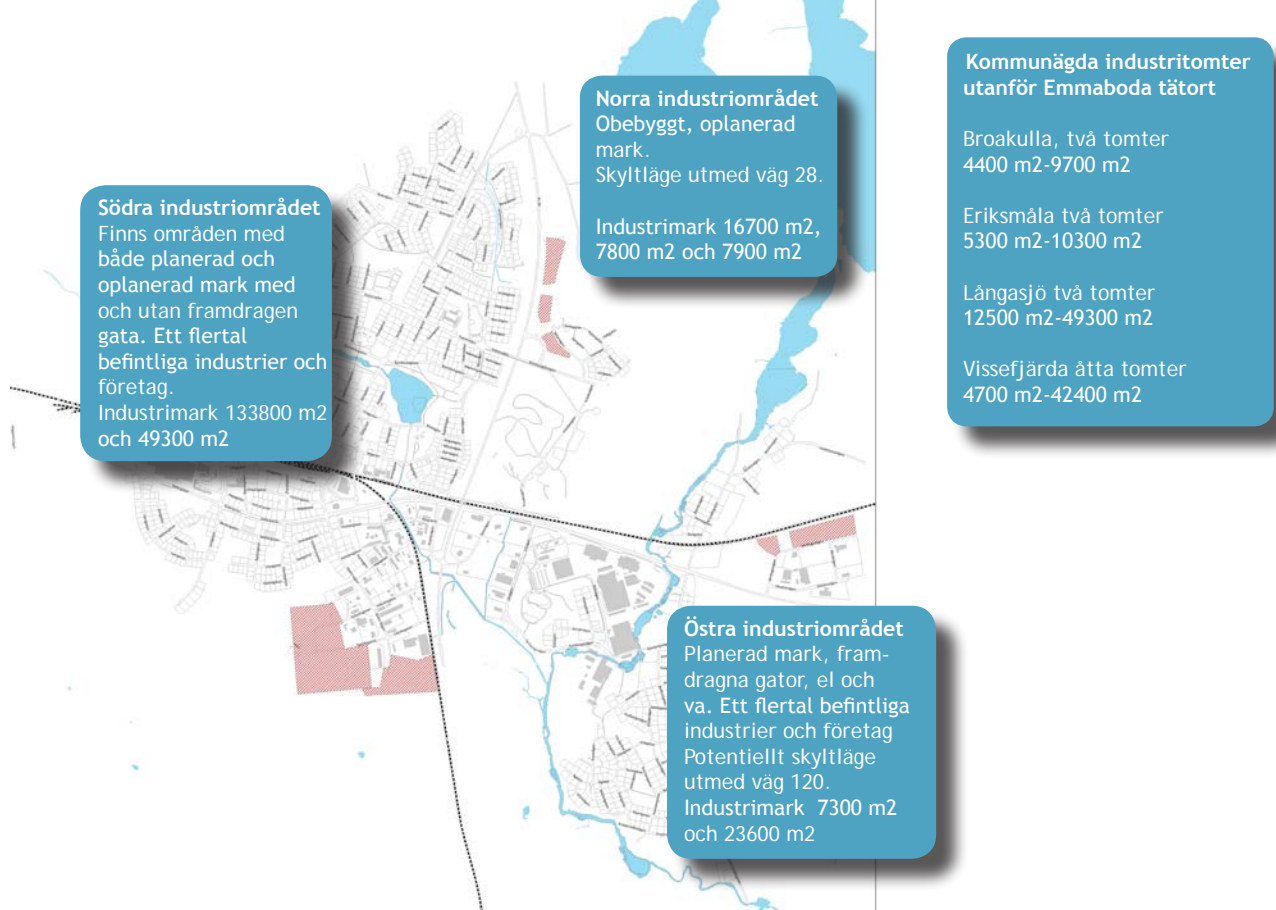 Södra industriområdet
Finns områden med
både planerad och
oplanerad mark med
och utan framdragen
gata. Ett flertal
befintliga industrier och
företag.
Industrimark 133800 m2
och 49300 m2
Norra industriområdet
Obebyggt, oplanerad
mark.
Skyltläge utmed väg 28.
Industrimark 16700 m2,
7800 m2 och 7900 m2
Östra industriområdet
Planerad mark, fram-
dragna gator, el och
va. Ett flertal befintliga
industrier och företag
Potentiellt skyltläge
utmed väg 120.
Industrimark 7300 m2
och 23600 m2
Kommunägda industritomter
utanför Emmaboda tätort
Broakulla, två tomter
4400 m2-9700 m2
Eriksmåla två tomter
5300 m2-10300 m2
Långasjö två tomter
12500 m2-49300 m2
Vissefjärda åtta tomter
4700 m2-42400 m2